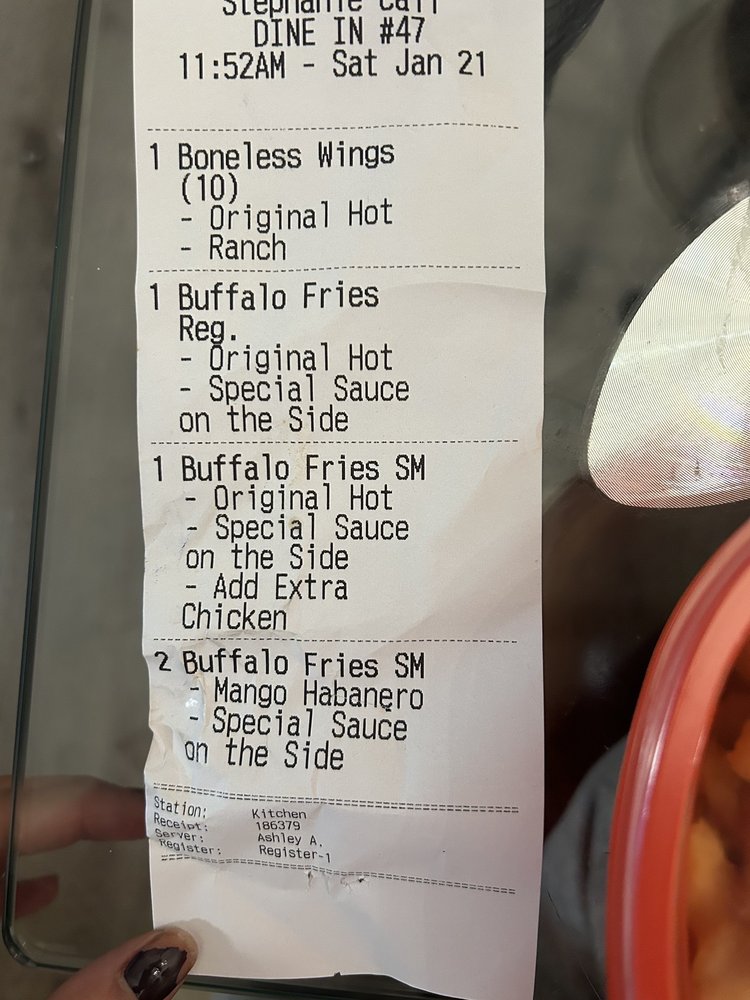 Stephanie
DINE IN #47
11:52AM - Sat Jan 21
1 Boneless Wings
(10)
- Original Hot
- Ranch
1 Buffalo Fries
Reg.
- Original Hot
- Special Sauce
on the Side
1 Buffalo Fries SM
- Original Hot
- Special Sauce
on the Side
- Add Extra
Chicken
2 Buffalo Fries SM
- Mango Habanero
- Special Sauce
on the Side
Station: Kitchen
Receipt: 186379
Server: Ashley A.
Register: Register-1